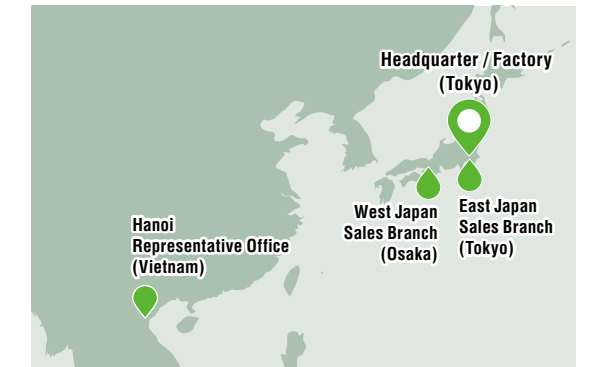 Headquarter / Factory
(Tokyo)
West Japan
Sales Branch
(Osaka)
East Japan
Sales Branch
(Tokyo)
Hanoi
Representative Office
(Vietnam)